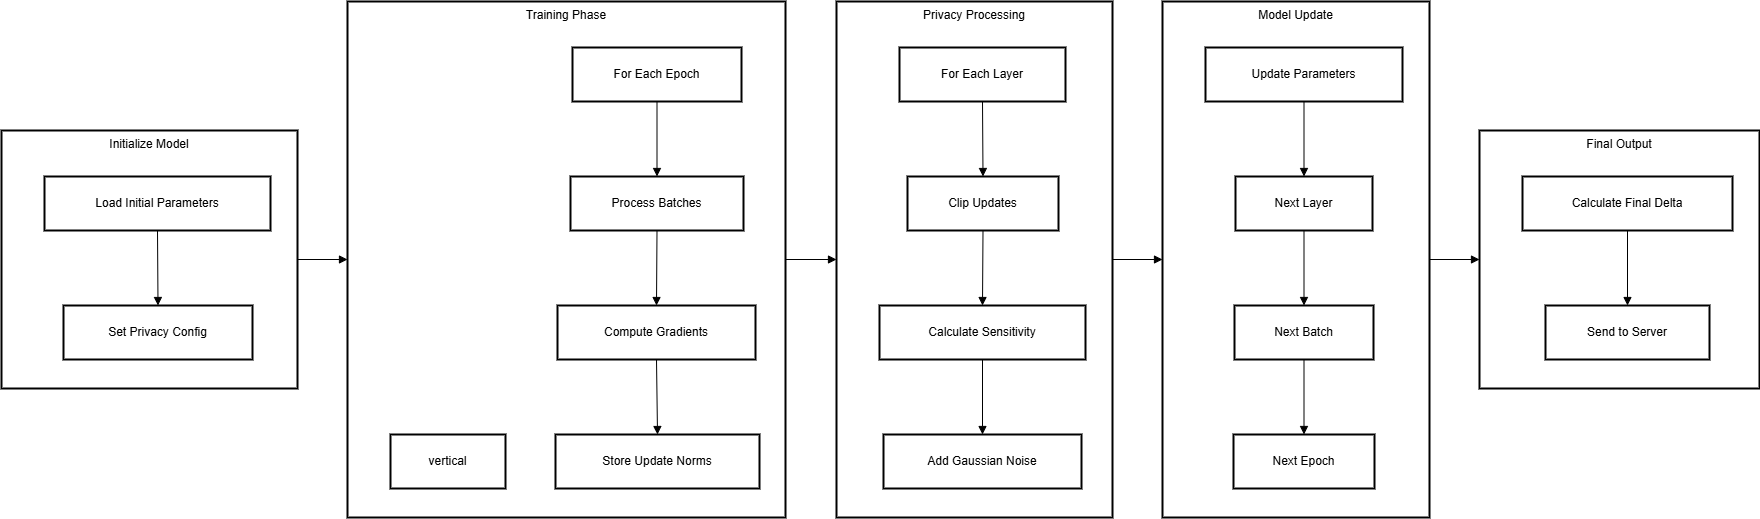 Initialize Model
Load Initial Parameters
Set Privacy Config
Training Phase
For Each Epoch
Process Batches
Compute Gradients
vertical
Store Update Norms
Privacy Processing
For Each Layer
Clip Updates
Calculate Sensitivity
Add Gaussian Noise
Model Update
Update Parameters
Next Layer
Next Batch
Next Epoch
Final Output
Calculate Final Delta
Send to Server